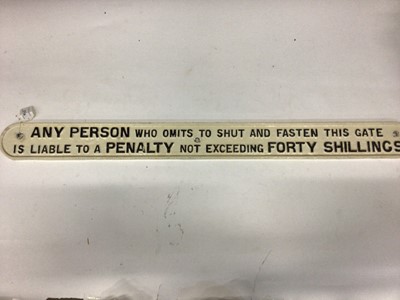 ANY PERSON WHO OMITS TO SHUT AND FASTEN THIS GATE
IS LIABLE TO A PENALTY NOT EXCEEDING FORTY SHILLINGS